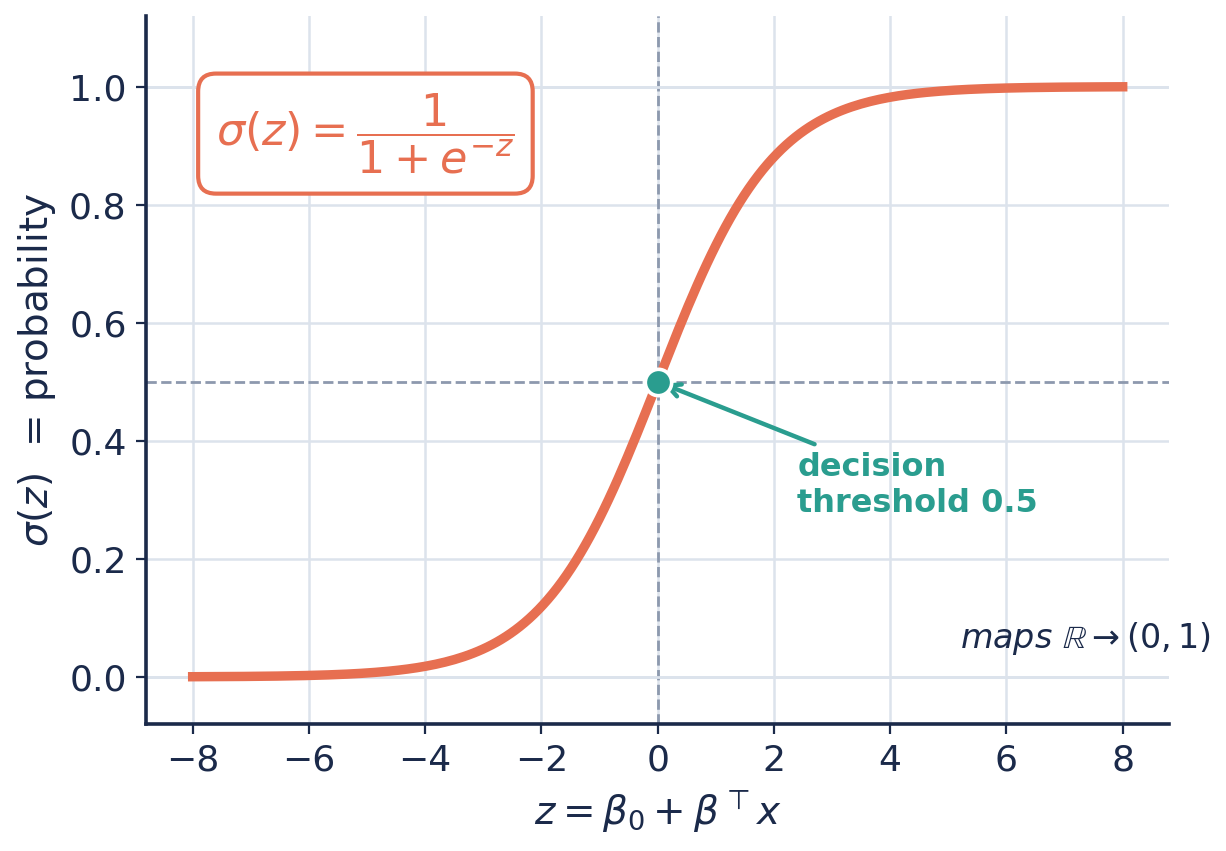 1.0
0.8
0.6
0.4
0.2
0.0
σ(z) = probability
σ(z) = 1 / (1 + e^{−z})
decision
threshold 0.5
maps ℝ → (0, 1)
−8 −6 −4 −2 0 2 4 6 8
z = β₀ + β^⊤ x